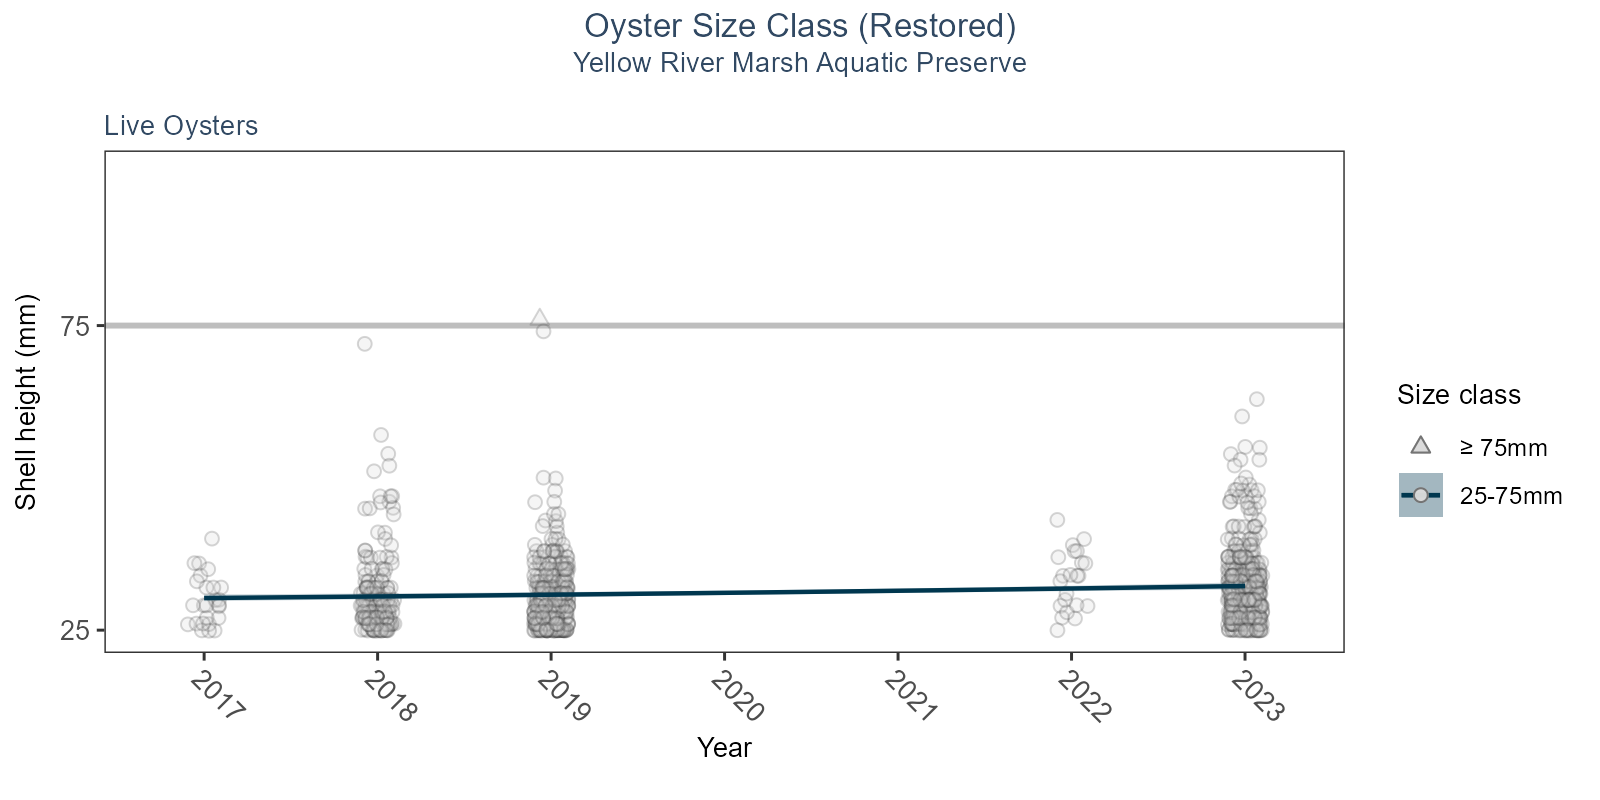 Oyster Size Class (Restored)
Yellow River Marsh Aquatic Preserve
Live Oysters
Shell height (mm)
75
25
2017
2018
2019
2020
2021
2022
2023
Year
Size class
≥ 75mm
25-75mm